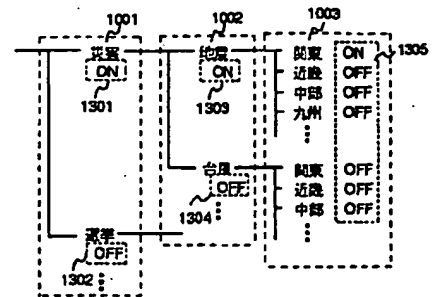 1001
1002
1003
災害
ON
1301
地震
ON
1303
関東 ON
近畿 OFF
中部 OFF
九州 OFF
1305
台風
OFF
1304
関東 OFF
近畿 OFF
中部 OFF
選挙
OFF
1302